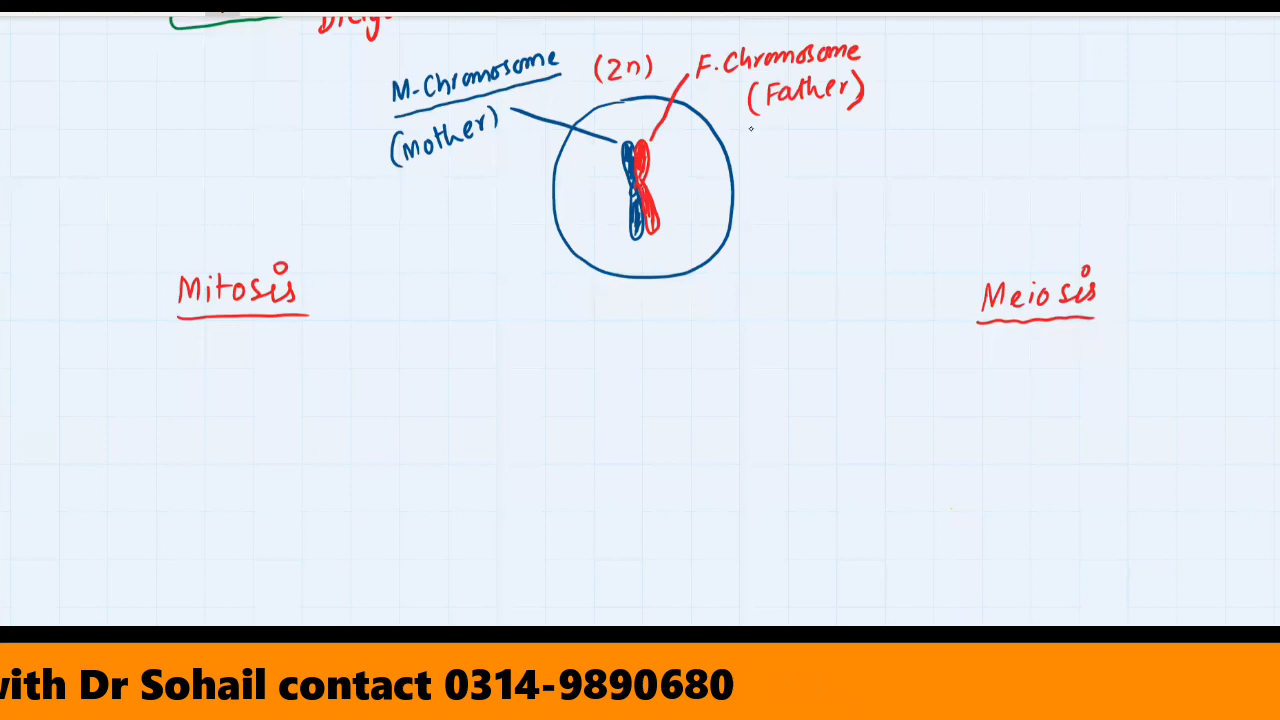 M-Chromosome (2n) F.Chromosome
(Mother) (Father)
Mitosis Meiosis
with Dr Sohail contact 0314-9890680